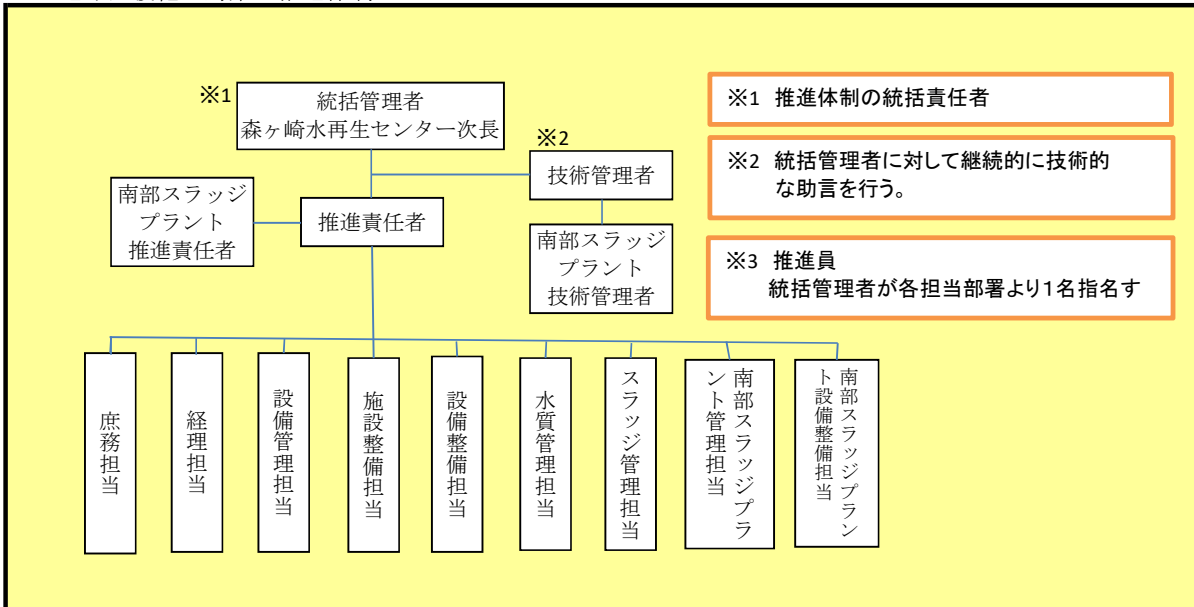 ※1
統括管理者
森ヶ崎水再生センター次長
※2
技術管理者
南部スラッジ
プラント
推進責任者
推進責任者
南部スラッジ
プラント
技術管理者
※1 推進体制の統括責任者
※2 統括管理者に対して継続的に技術的
な助言を行う。
※3 推進員
統括管理者が各担当部署より1名指名す
庶務担当
経理担当
設備管理担当
施設整備担当
設備整備担当
水質管理担当
スラッジ管理担当
南部スラッジプラ
ント管理担当
南部スラッジプラン
ト設備整備担当